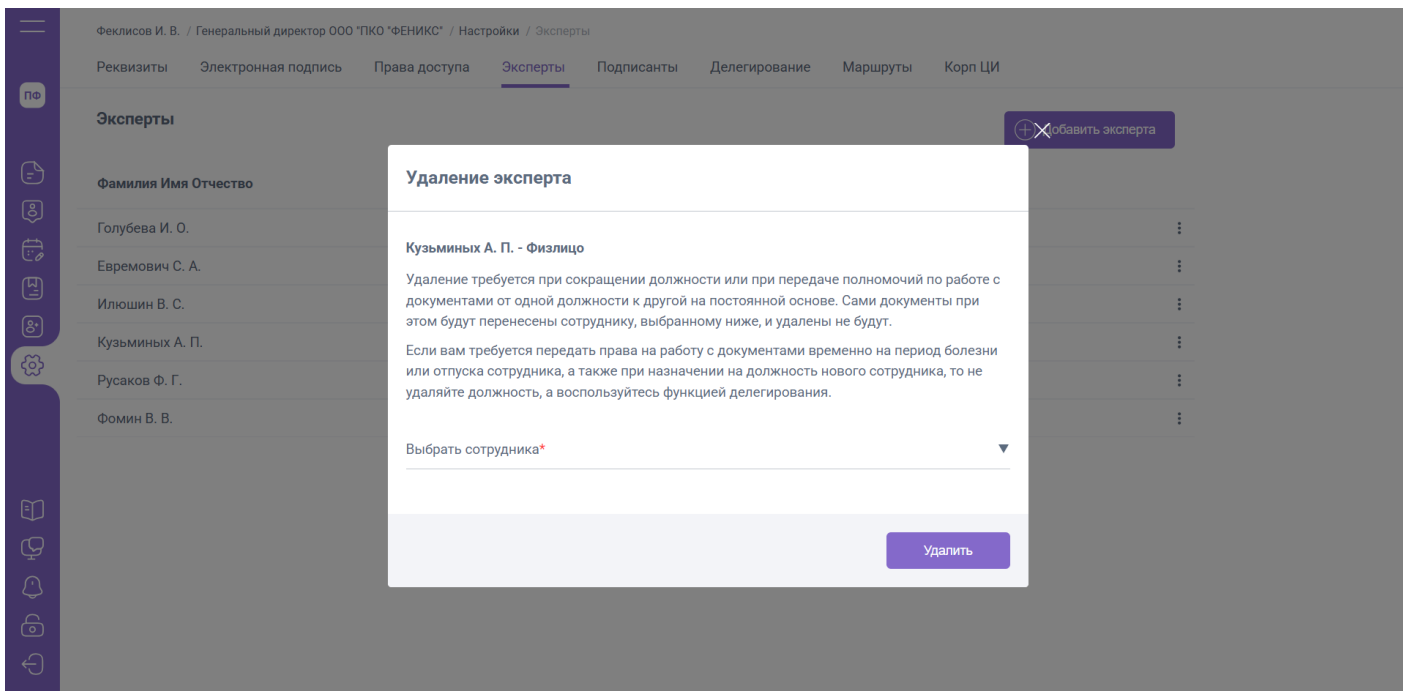 Феклисов И. В. / Генеральный директор ООО "ПКО "ФЕНИКС" / Настройки / Эксперты
Реквизиты Электронная подпись Права доступа Эксперты Подписанты Делегирование Маршруты Корп ЦИ
ПФ
Эксперты
Добавить эксперта
Удаление эксперта
Фамилия Имя Отчество
Голубева И. О.
Евремович С. А.
Илюшин В. С.
Кузьминых А. П.
Русаков Ф. Г.
Фомин В. В.
Кузьминых А. П. - Физлицо
Удаление требуется при сокращении должности или при передаче полномочий по работе с
документами от одной должности к другой на постоянной основе. Сами документы при
этом будут перенесены сотруднику, выбранному ниже, и удалены не будут.
Если вам требуется передать права на работу с документами временно на период болезни
или отпуска сотрудника, а также при назначении на должность нового сотрудника, то не
удаляйте должность, а воспользуйтесь функцией делегирования.
Выбрать сотрудника*
Удалить